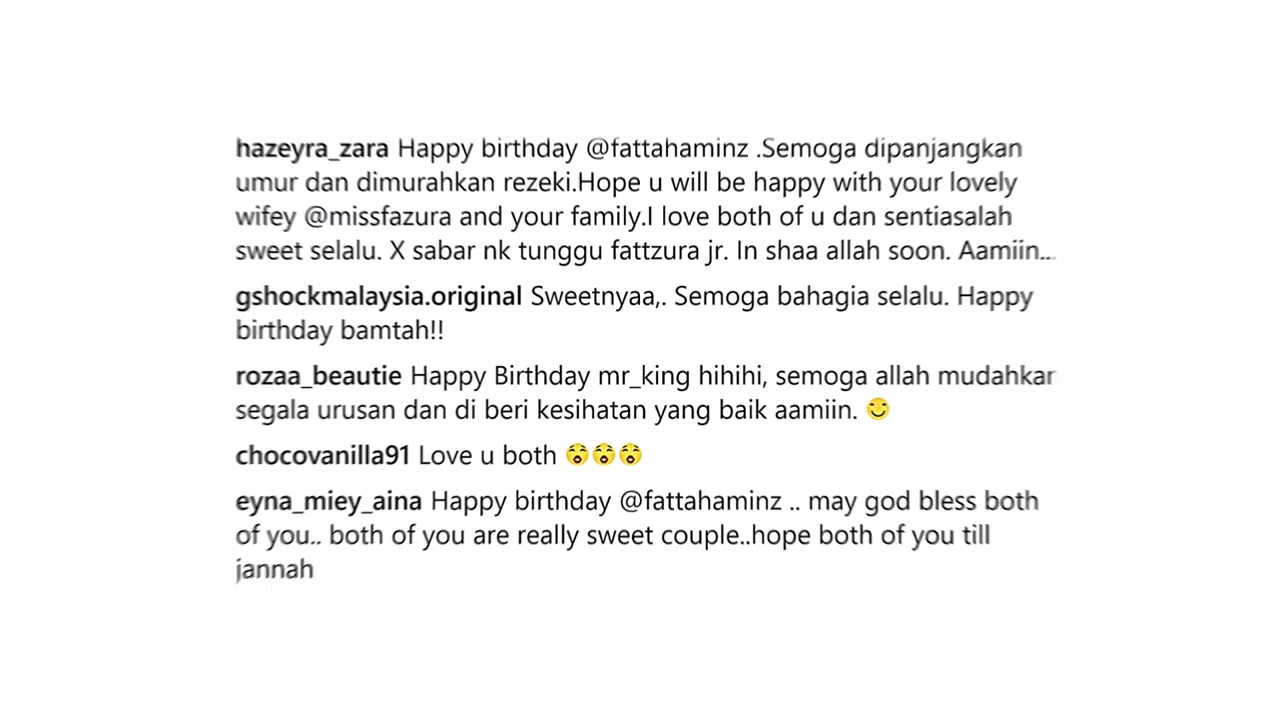 hazeyra_zara Happy birthday @fattahaminz .Semoga dipanjangkan
umur dan dimurahkan rezeki.Hope u will be happy with your lovely
wifey @missfazura and your family.I love both of u dan sentiasalah
sweet selalu. X sabar nk tunggu fattzura jr. In shaa allah soon. Aamiin...
gshockmalaysia.original Sweetnyaa,. Semoga bahagia selalu. Happy
birthday bamtah!!
rozaa_beautie Happy Birthday mr_king hihihi, semoga allah mudahkan
segala urusan dan di beri kesihatan yang baik aamiin. 😊
chocovanilla91 Love u both 😲😲😲
eyna_miey_aina Happy birthday @fattahaminz .. may god bless both
of you.. both of you are really sweet couple..hope both of you till
jannah